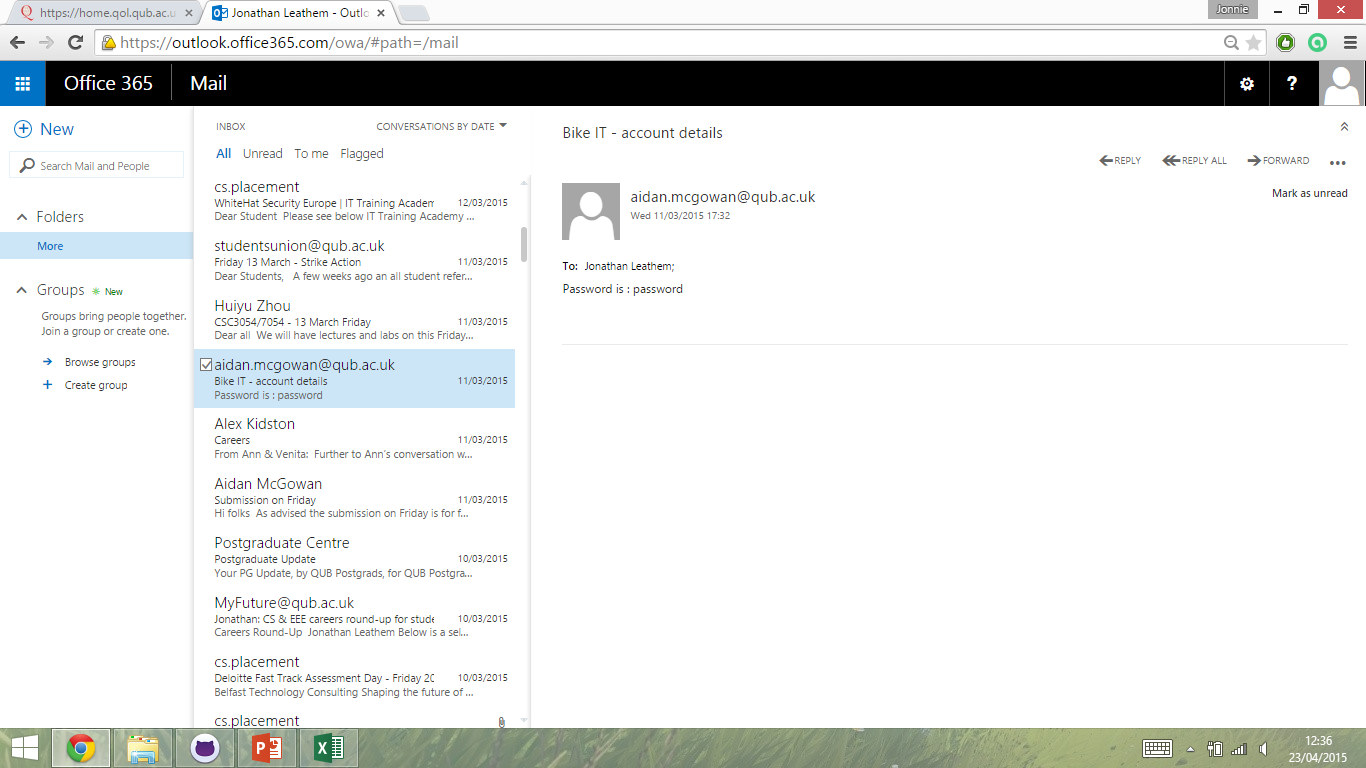 https://home.qol.qub.ac.u
Jonathan Leathem - Outlo
Jonnie
https://outlook.office365.com/owa/#path=/mail
Office 365
Mail
?
New
Search Mail and People
Folders
More
Groups
New
Groups bring people together.
Join a group or create one.
Browse groups
Create group
INBOX
CONVERSATIONS BY DATE
All Unread To me Flagged
cs.placement
WhiteHat Security Europe | IT Training Academ 12/03/2015
Dear Student Please see below IT Training Academy ...
studentsunion@qub.ac.uk
Friday 13 March - Strike Action 11/03/2015
Dear Students, A few weeks ago an all student refer...
Huiyu Zhou
CSC3054/7054 - 13 March Friday 11/03/2015
Dear all We will have lectures and labs on this Friday...
aidan.mcgowan@qub.ac.uk
Bike IT - account details 11/03/2015
Password is : password
Alex Kidston
Careers 11/03/2015
From Ann & Venita: Further to Ann's conversation w...
Aidan McGowan
Submission on Friday 11/03/2015
Hi folks As advised the submission on Friday is for f...
Postgraduate Centre
Postgraduate Update 10/03/2015
Your PG Update, by QUB Postgrads, for QUB Postgra...
MyFuture@qub.ac.uk
Jonathan: CS & EEE careers round-up for stude 10/03/2015
Careers Round-Up Jonathan Leathem Below is a sel...
cs.placement
Deloitte Fast Track Assessment Day - Friday 20 10/03/2015
Belfast Technology Consulting Shaping the future of ...
cs.placement
Bike IT - account details
REPLY REPLY ALL FORWARD ...
Mark as unread
aidan.mcgowan@qub.ac.uk
Wed 11/03/2015 17:32
To: Jonathan Leathem;
Password is : password
12:36
23/04/2015